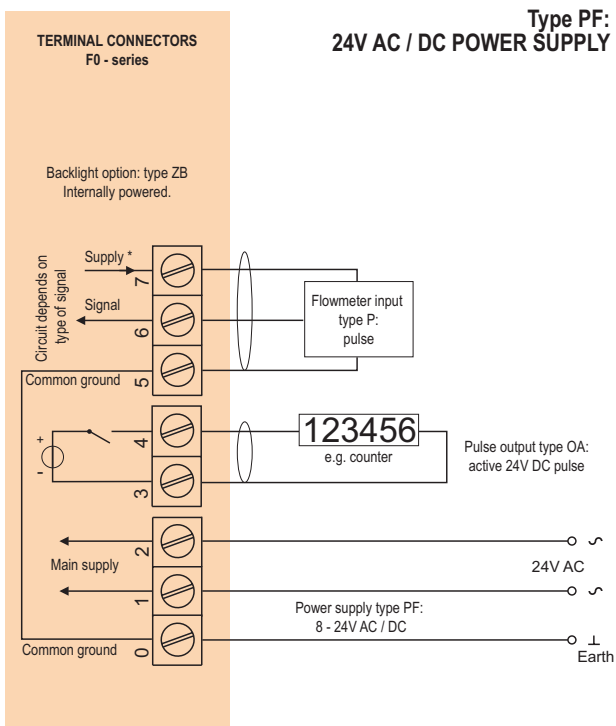 Type PF:
24V AC / DC POWER SUPPLY
TERMINAL CONNECTORS
F0 - series
Backlight option: type ZB
Internally powered.
Circuit depends on
type of signal
Supply *
7
Signal
6
Common ground
5
Flowmeter input
type P:
pulse
+
-
4
3
123456
e.g. counter
Pulse output type OA:
active 24V DC pulse
2
Main supply
1
24V AC
Power supply type PF:
8 - 24V AC / DC
Common ground
0
Earth